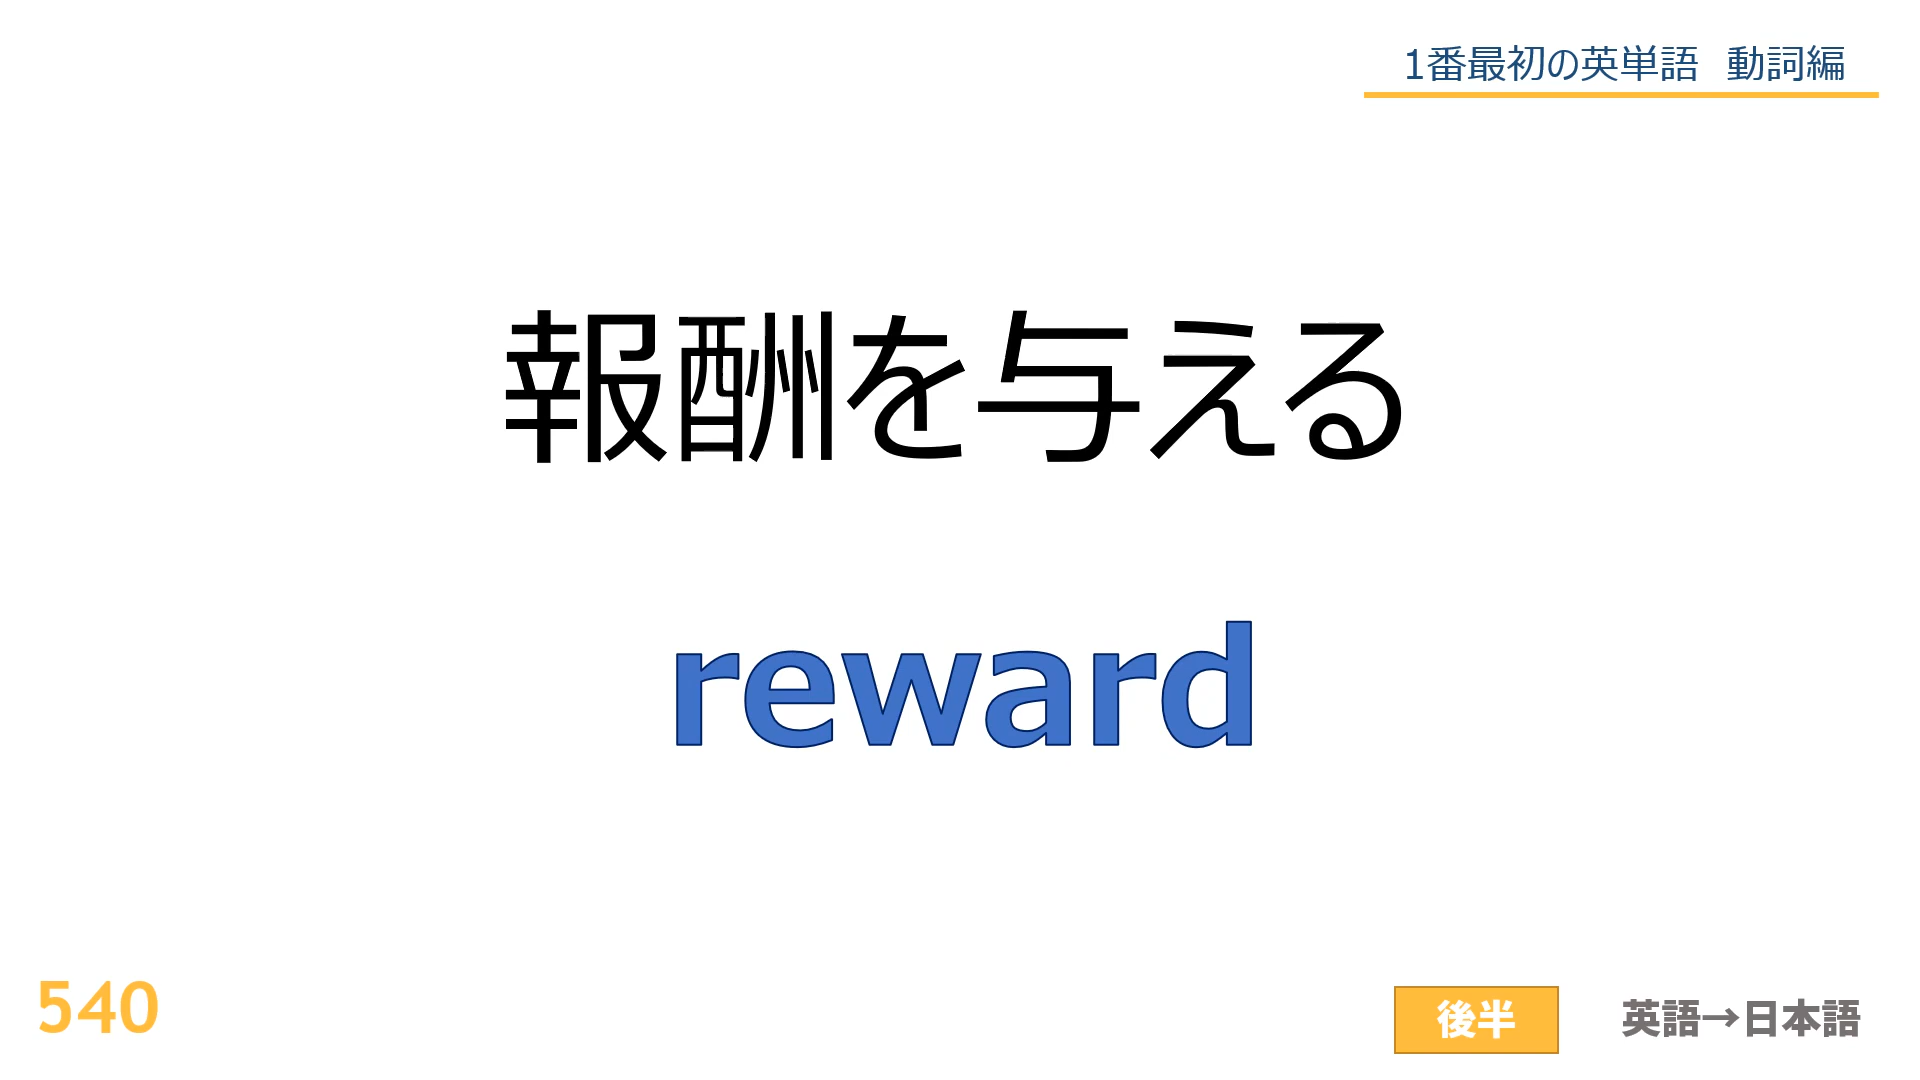 1番最初の英単語　動詞編
報酬を与える
reward
540
後半
英語→日本語